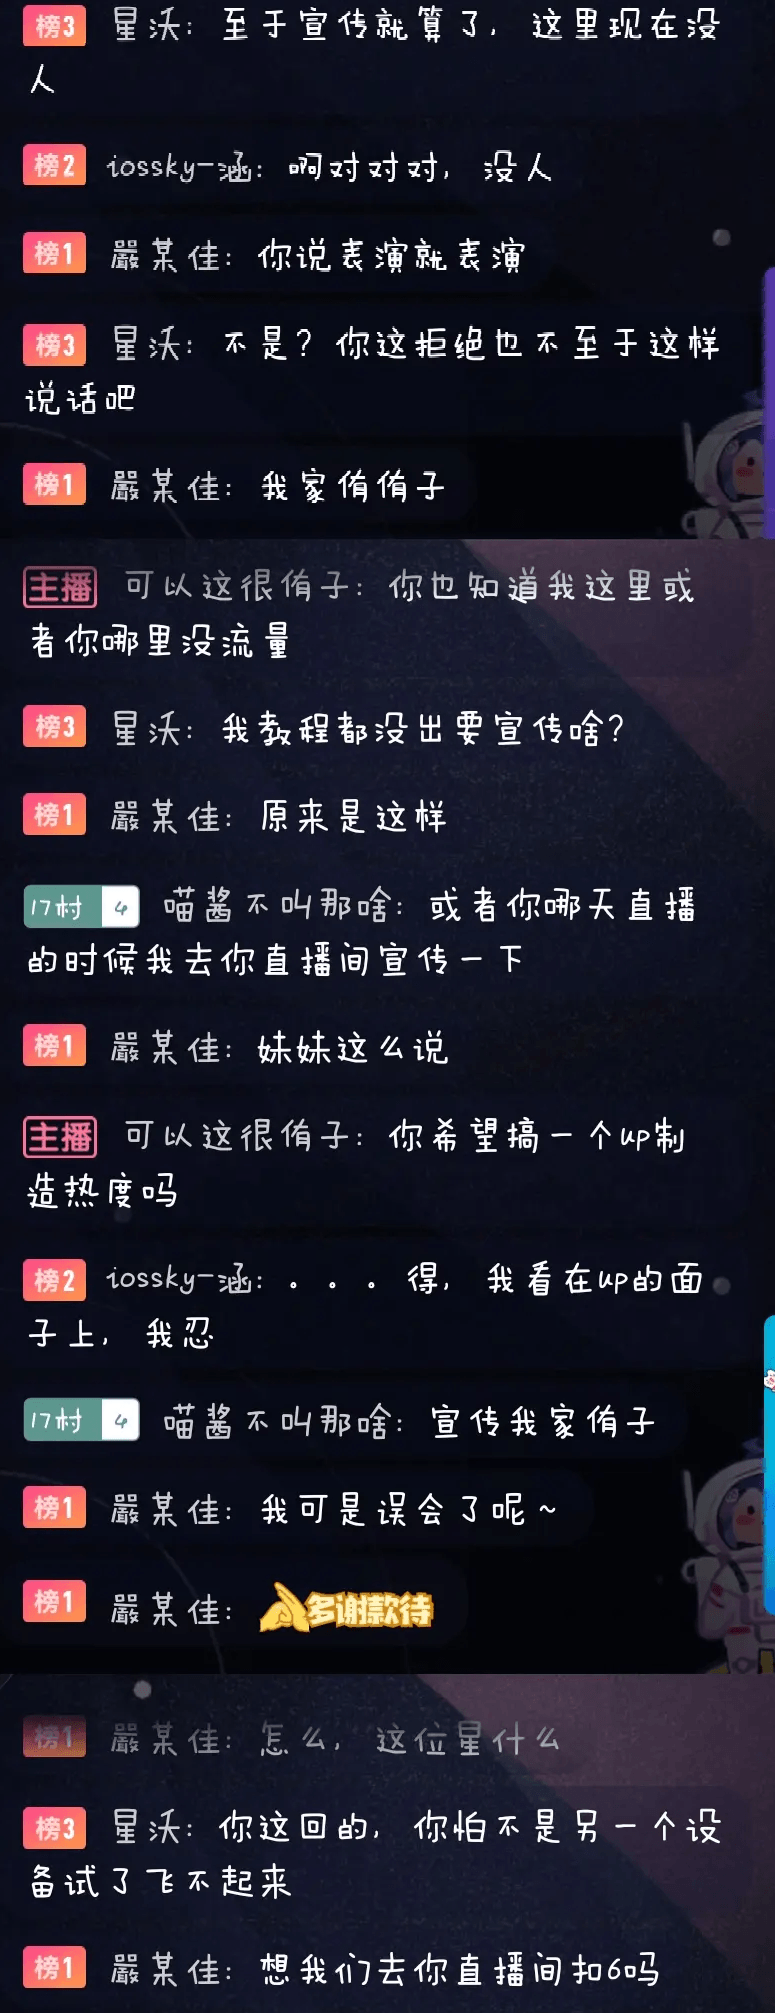 榜3 星沃：至于宣传就算了，这里现在没
人
榜2 iossky-涵：啊对对对，没人
榜1 嚴某佳：你说表演就表演
榜3 星沃：不是？你这拒绝也不至于这样
说话吧
榜1 嚴某佳：我家侑侑子
主播 可以这很侑子：你也知道我这里或
者你哪里没流量
榜3 星沃：我教程都没出要宣传啥？
榜1 嚴某佳：原来是这样
17村 4 喵酱不叫那啥：或者你哪天直播
的时候我去你直播间宣传一下
榜1 嚴某佳：妹妹这么说
主播 可以这很侑子：你希望搞一个up制
造热度吗
榜2 iossky-涵：。。。得，我看在up的面
子上，我忍
17村 4 喵酱不叫那啥：宣传我家侑子
榜1 嚴某佳：我可是误会了呢~
榜1 嚴某佳：多谢款待
榜1 嚴某佳：怎么，这位星什么
榜3 星沃：你这回的，你怕不是另一个设
备试了飞不起来
榜1 嚴某佳：想我们去你直播间扣6吗